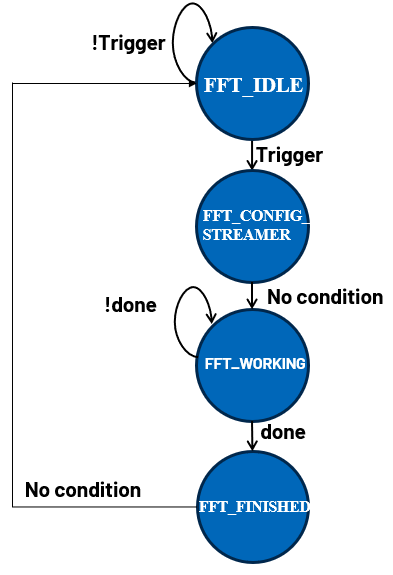 !Trigger
FFT_IDLE
Trigger
FFT_CONFIG_
STREAMER
No condition
!done
FFT_WORKING
done
No condition
FFT_FINISHED